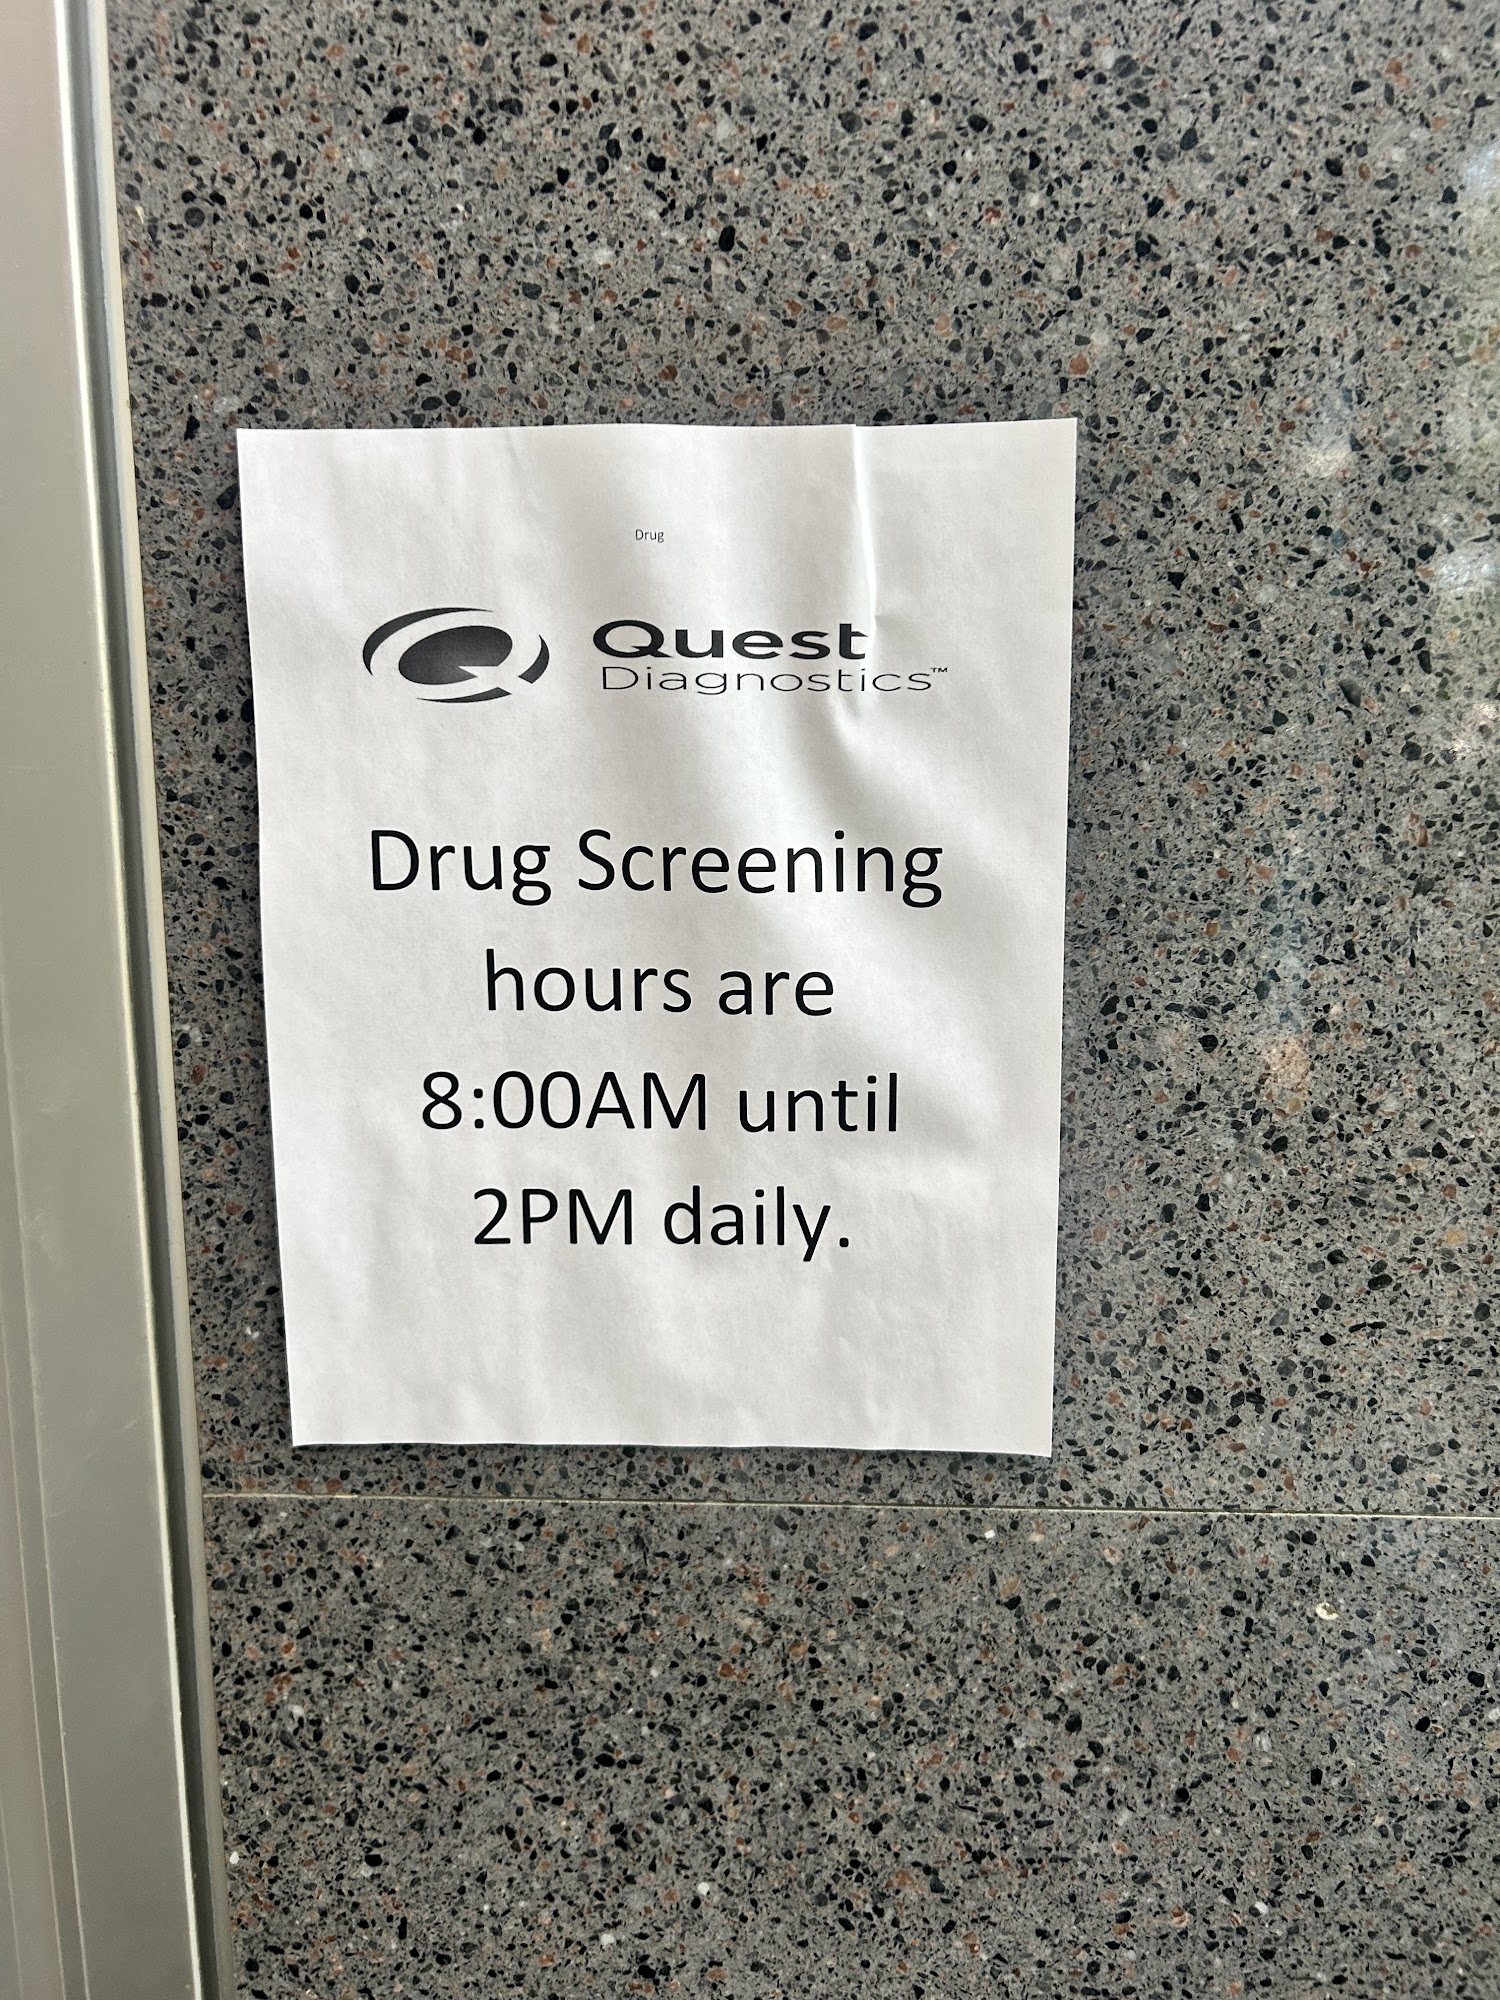 Drug
Quest
Diagnostics™
Drug Screening
hours are
8:00AM until
2PM daily.